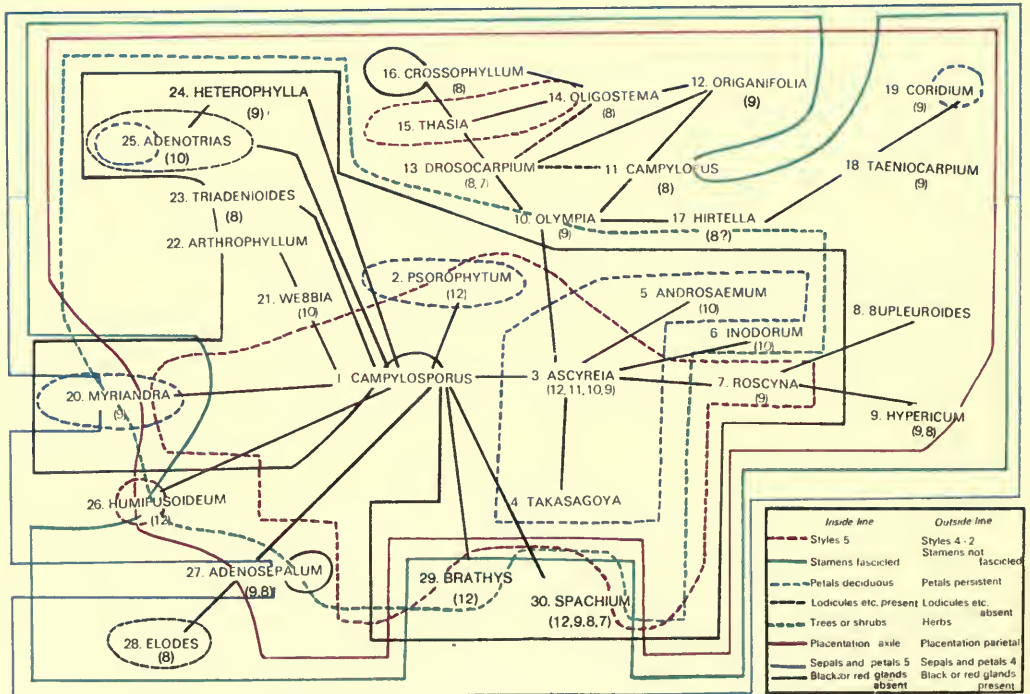 16. CROSSOPHYLLUM
(8)
12. ORIGANIFOLIA
(9)
24. HETEROPHYLLA
(9)
14. OLIGOSTEMA
(8)
19 CORIDIUM
(9)
15. THASIA
25. ADENOTRIAS
(10)
13 DROSOCARPIUM
(8,7)
11 CAMPYLOPUS
(8)
18 TAENIOCARPIUM
(9)
23. TRIADENIOIDES
(8)
10. OLYMPIA
(9)
17 HIRTELLA
(8?)
22. ARTHROPHYLLUM
2. PSOROPHYTUM
(12)
21. WEBBIA
(10)
5 ANDROSAEMUM
(10)
8. BUPLEUROIDES
6 INODORUM
(10)
1 CAMPYLOSPORUS
3 ASCYREIA
(12,11,10,9)
7. ROSCYNA
(9)
20. MYRIANDRA
(9)
9. HYPERICUM
(9,8)
26. HUMIFUSOIDEUM
(12)
4 TAKASAGOYA
27. ADENOSEPALUM
(9,8)
29. BRATHYS
(12)
30. SPACHIUM
(12,9,8,7)
28. ELODES
(8)
Inside line Outside line
Styles 5 Styles 4 - 2
Stamens fascicled Stamens not fascicled
Petals deciduous Petals persistent
Lodicules etc. present Lodicules etc. absent
Trees or shrubs Herbs
Placentation axile Placentation parietal
Sepals and petals 5 Sepals and petals 4
Black or red glands absent Black or red glands present